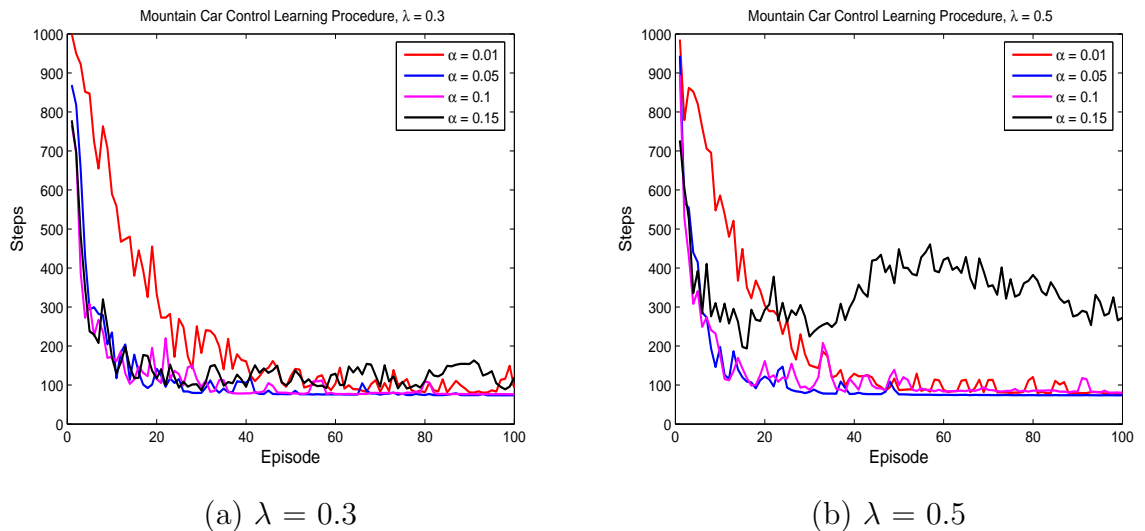 Mountain Car Control Learning Procedure, λ = 0.3
1000
900
800
700
600
500
400
300
200
100
0
Steps
0 20 40 60 80 100
Episode
α = 0.01
α = 0.05
α = 0.1
α = 0.15
(a) λ = 0.3
Mountain Car Control Learning Procedure, λ = 0.5
1000
900
800
700
600
500
400
300
200
100
0
Steps
0 20 40 60 80 100
Episode
α = 0.01
α = 0.05
α = 0.1
α = 0.15
(b) λ = 0.5